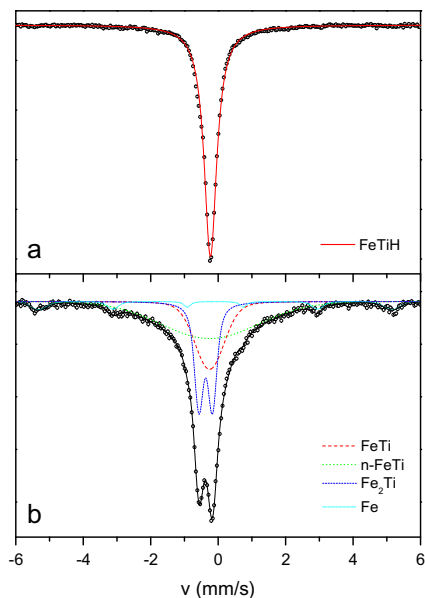 a
FeTiH
FeTi
n-FeTi
Fe₂Ti
Fe
b
-6 -4 -2 0 2 4 6
v (mm/s)